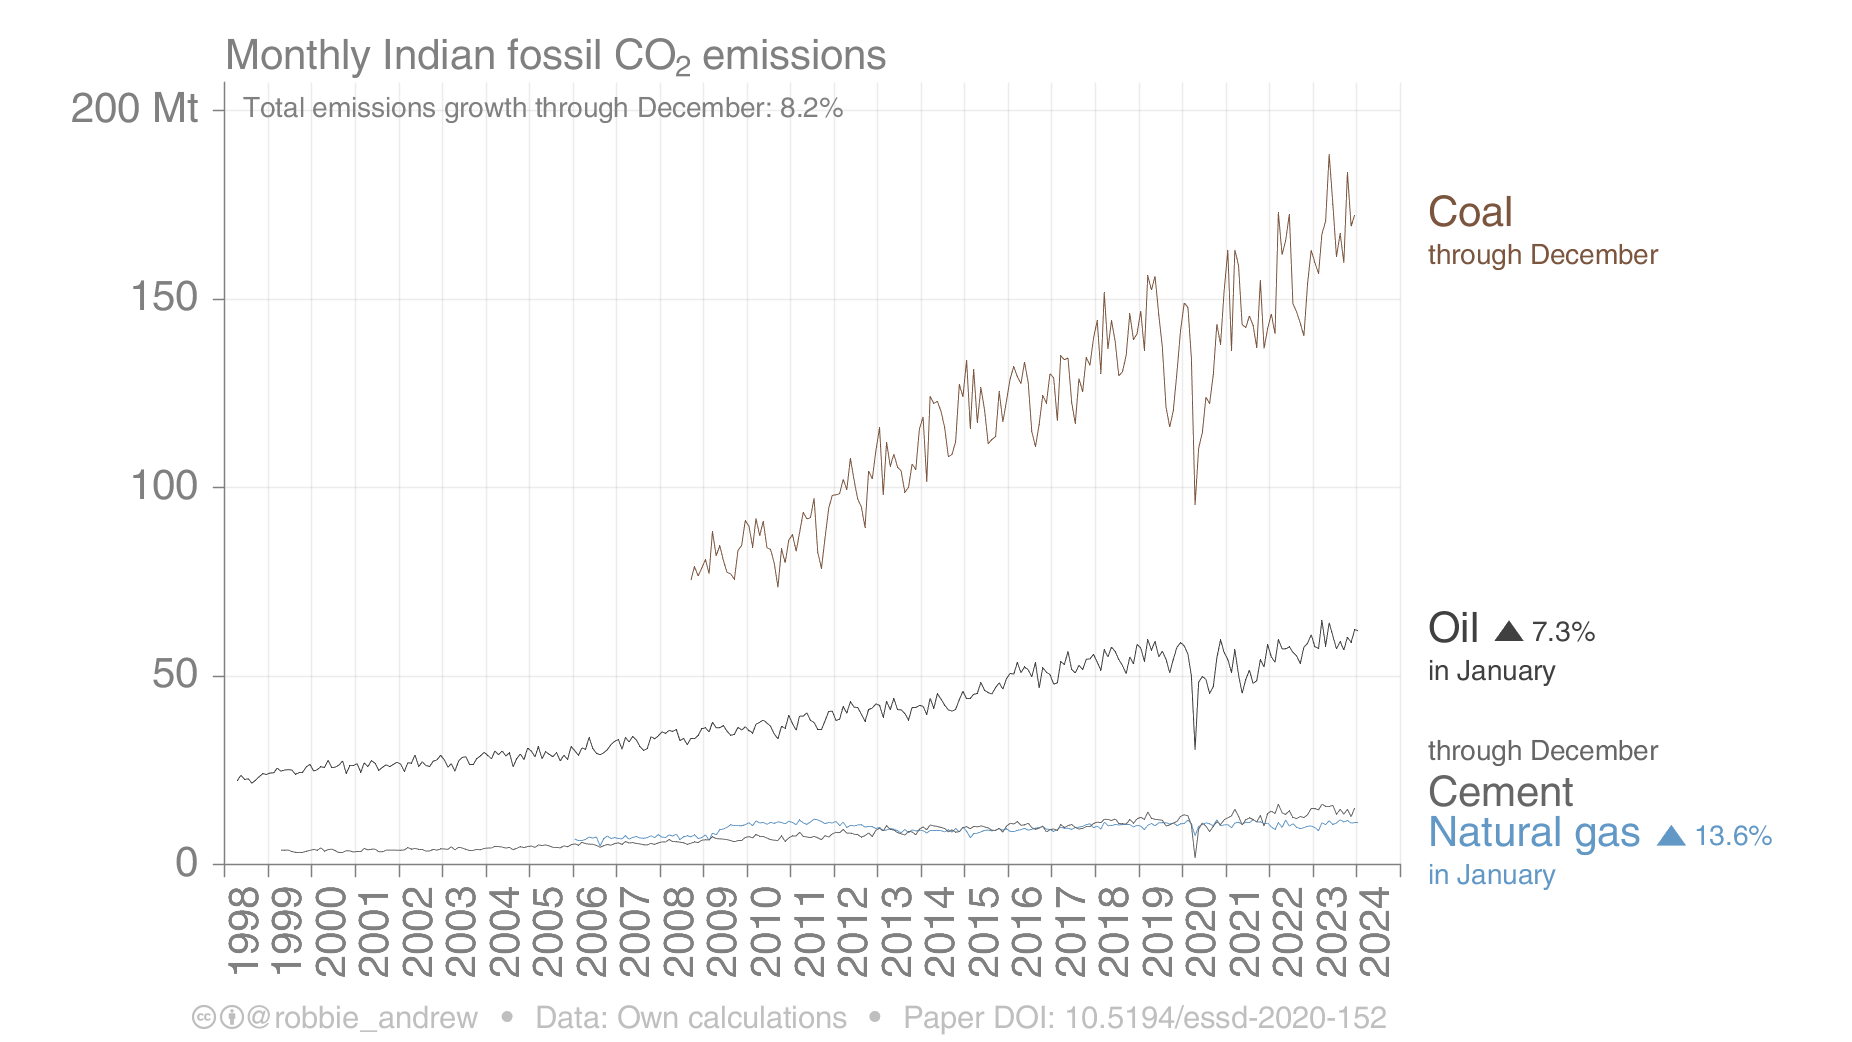 Monthly Indian fossil CO₂ emissions
Total emissions growth through December: 8.2%
200 Mt
150
100
50
0
Coal
through December
Oil ▲ 7.3%
in January
through December
Cement
Natural gas ▲ 13.6%
in January
1998
1999
2000
2001
2002
2003
2004
2005
2006
2007
2008
2009
2010
2011
2012
2013
2014
2015
2016
2017
2018
2019
2020
2021
2022
2023
2024
cc @robbie_andrew • Data: Own calculations • Paper DOI: 10.5194/essd-2020-152